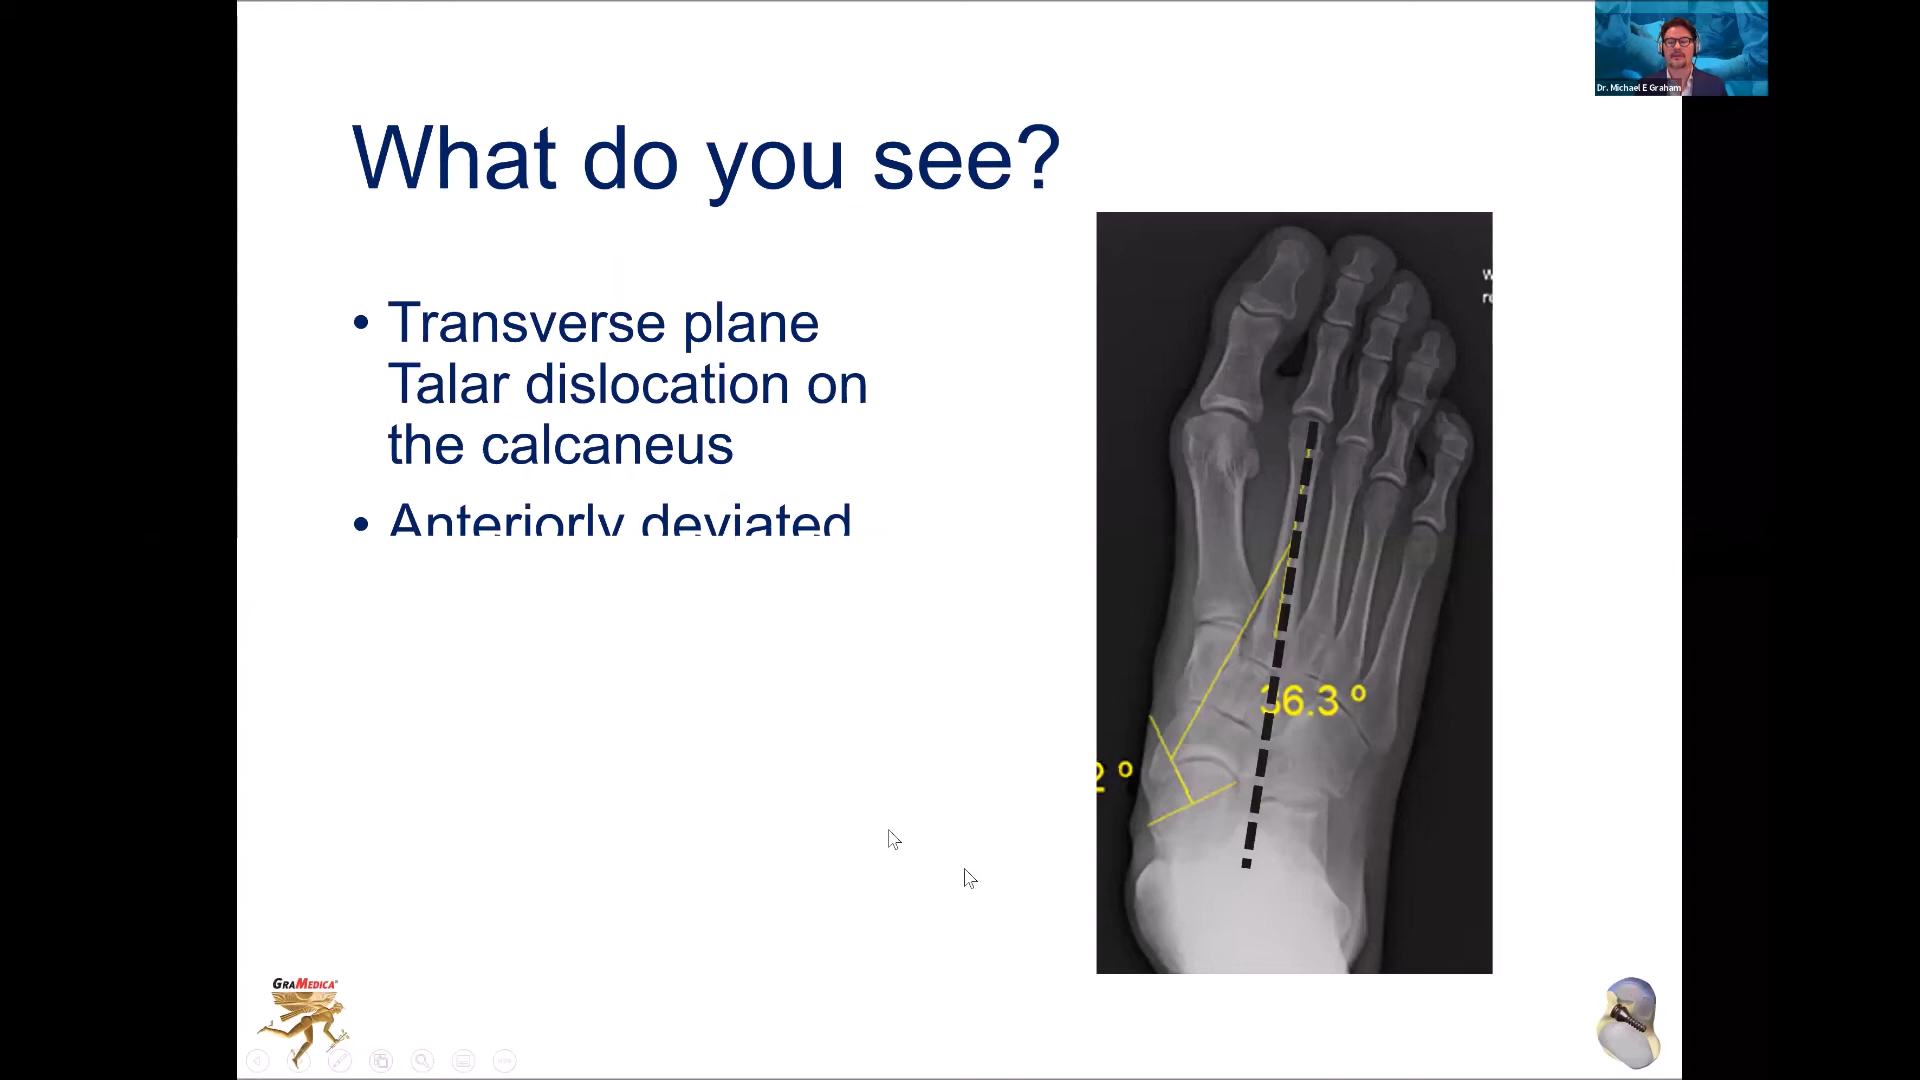 Dr. Michael E Graham
What do you see?
• Transverse plane
Talar dislocation on
the calcaneus
• Anteriorly deviated
36.3 º
2 º
GRAMEDICA®